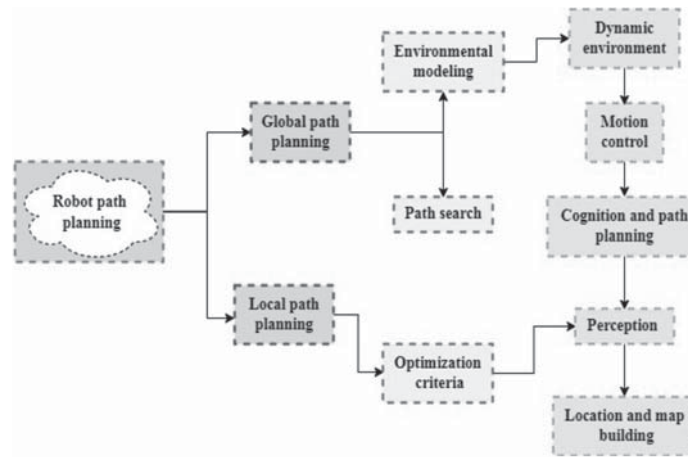 Robot path
planning
Global path
planning
Local path
planning
Environmental
modeling
Path search
Optimization
criteria
Dynamic
environment
Motion
control
Cognition and path
planning
Perception
Location and map
building